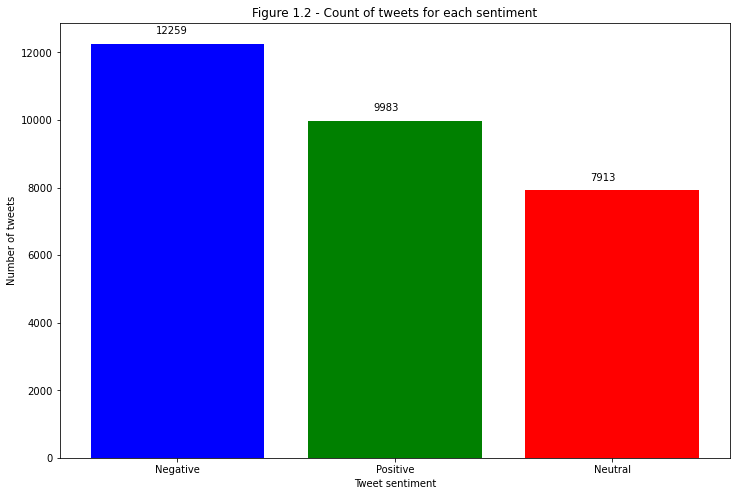 Figure 1.2 - Count of tweets for each sentiment
12259
9983
7913
12000
10000
8000
6000
4000
2000
0
Number of tweets
Negative
Positive
Neutral
Tweet sentiment